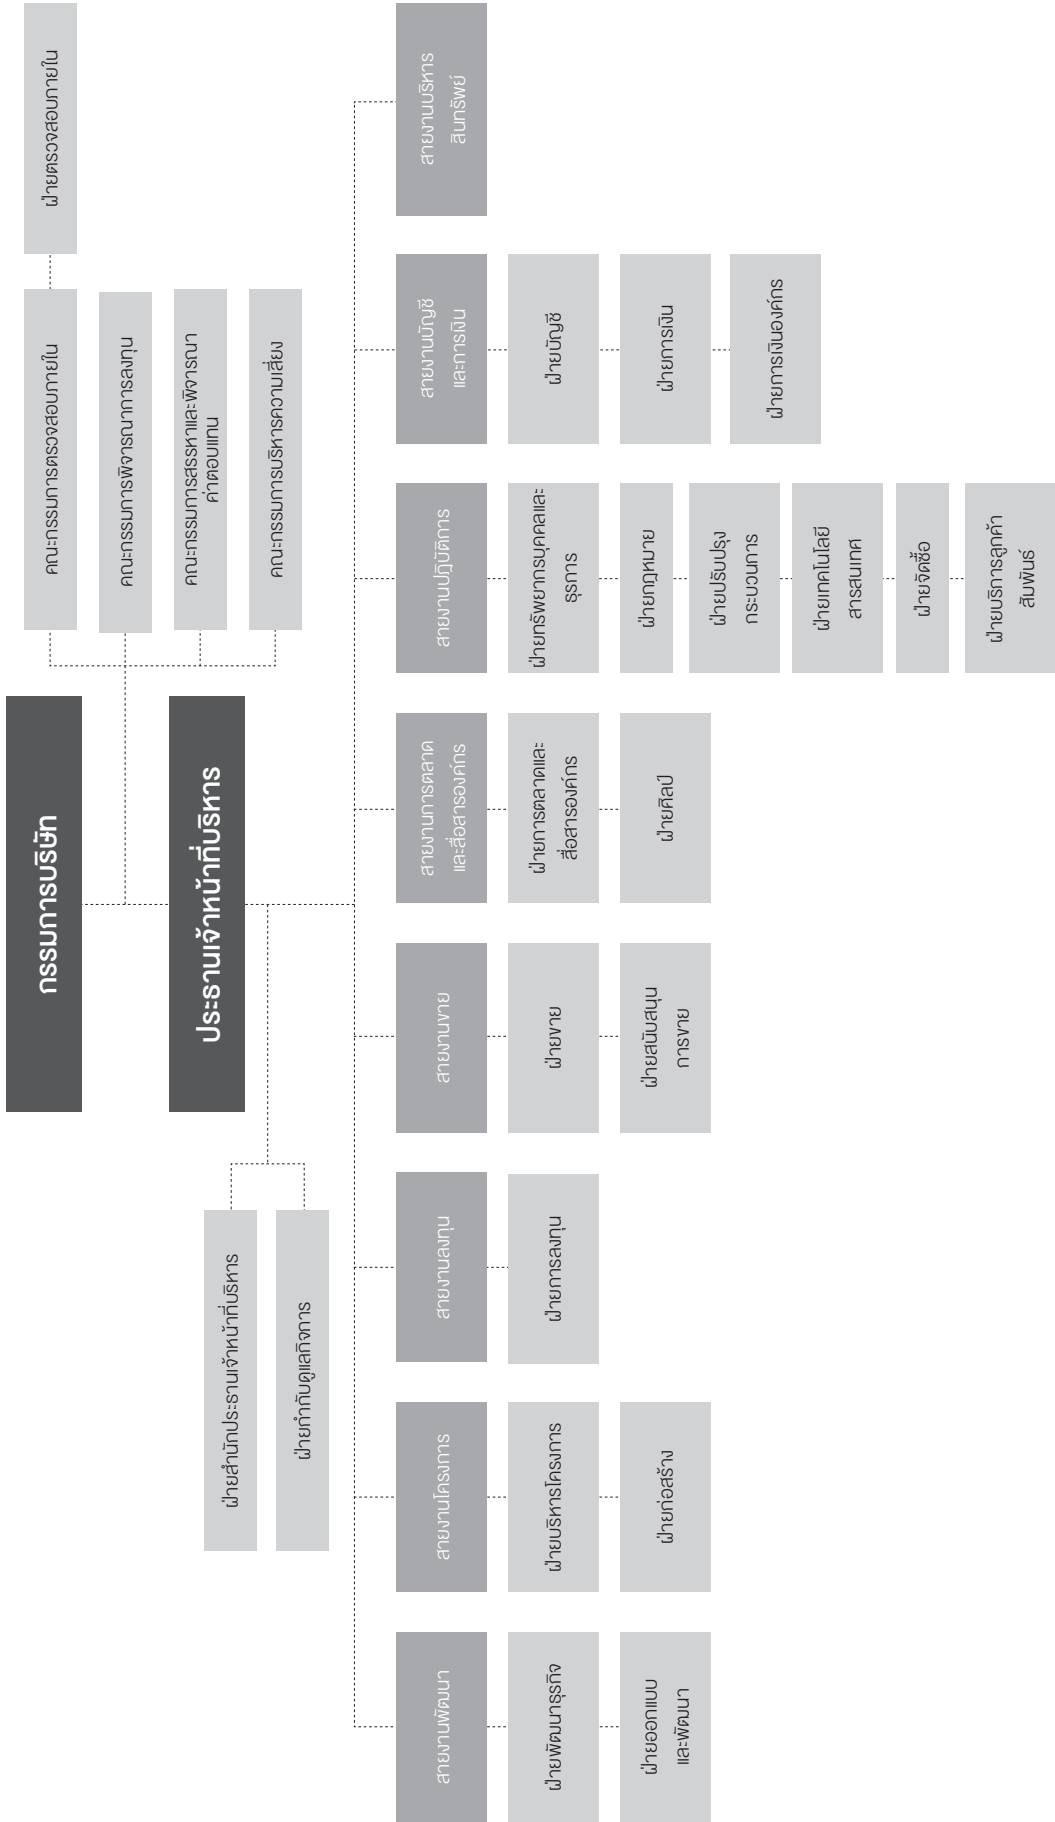 กรรมการบริษัท
คณะกรรมการตรวจสอบภายใน
ฝ่ายตรวจสอบภายใน
คณะกรรมการพิจารณาการลงทุน
คณะกรรมการสรรหาและพิจารณา
ค่าตอบแทน
คณะกรรมการบริหารความเสี่ยง
ประธานเจ้าหน้าที่บริหาร
ฝ่ายสำนักประธานเจ้าหน้าที่บริหาร
ฝ่ายกำกับดูแลกิจการ
สายงานพัฒนา
ฝ่ายพัฒนาธุรกิจ
ฝ่ายออกแบบ
และพัฒนา
สายงานโครงการ
ฝ่ายบริหารโครงการ
ฝ่ายก่อสร้าง
สายงานลงทุน
ฝ่ายการลงทุน
สายงานขาย
ฝ่ายขาย
ฝ่ายสนับสนุน
การขาย
สายงานการตลาด
และสื่อสารองค์กร
ฝ่ายการตลาดและ
สื่อสารองค์กร
ฝ่ายศิลป์
สายงานปฏิบัติการ
ฝ่ายทรัพยากรบุคคลและ
ธุรการ
ฝ่ายกฎหมาย
ฝ่ายปรับปรุง
กระบวนการ
ฝ่ายเทคโนโลยี
สารสนเทศ
ฝ่ายจัดซื้อ
ฝ่ายบริการลูกค้า
สัมพันธ์
สายงานบัญชี
และการเงิน
ฝ่ายบัญชี
ฝ่ายการเงิน
ฝ่ายการเงินองค์กร
สายงานบริหาร
สินทรัพย์